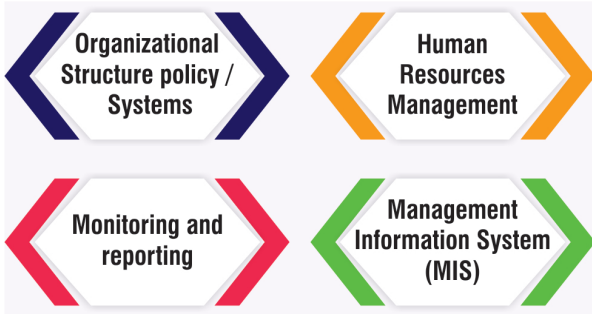 Organizational
Structure policy /
Systems
Human
Resources
Management
Monitoring and
reporting
Management
Information System
(MIS)